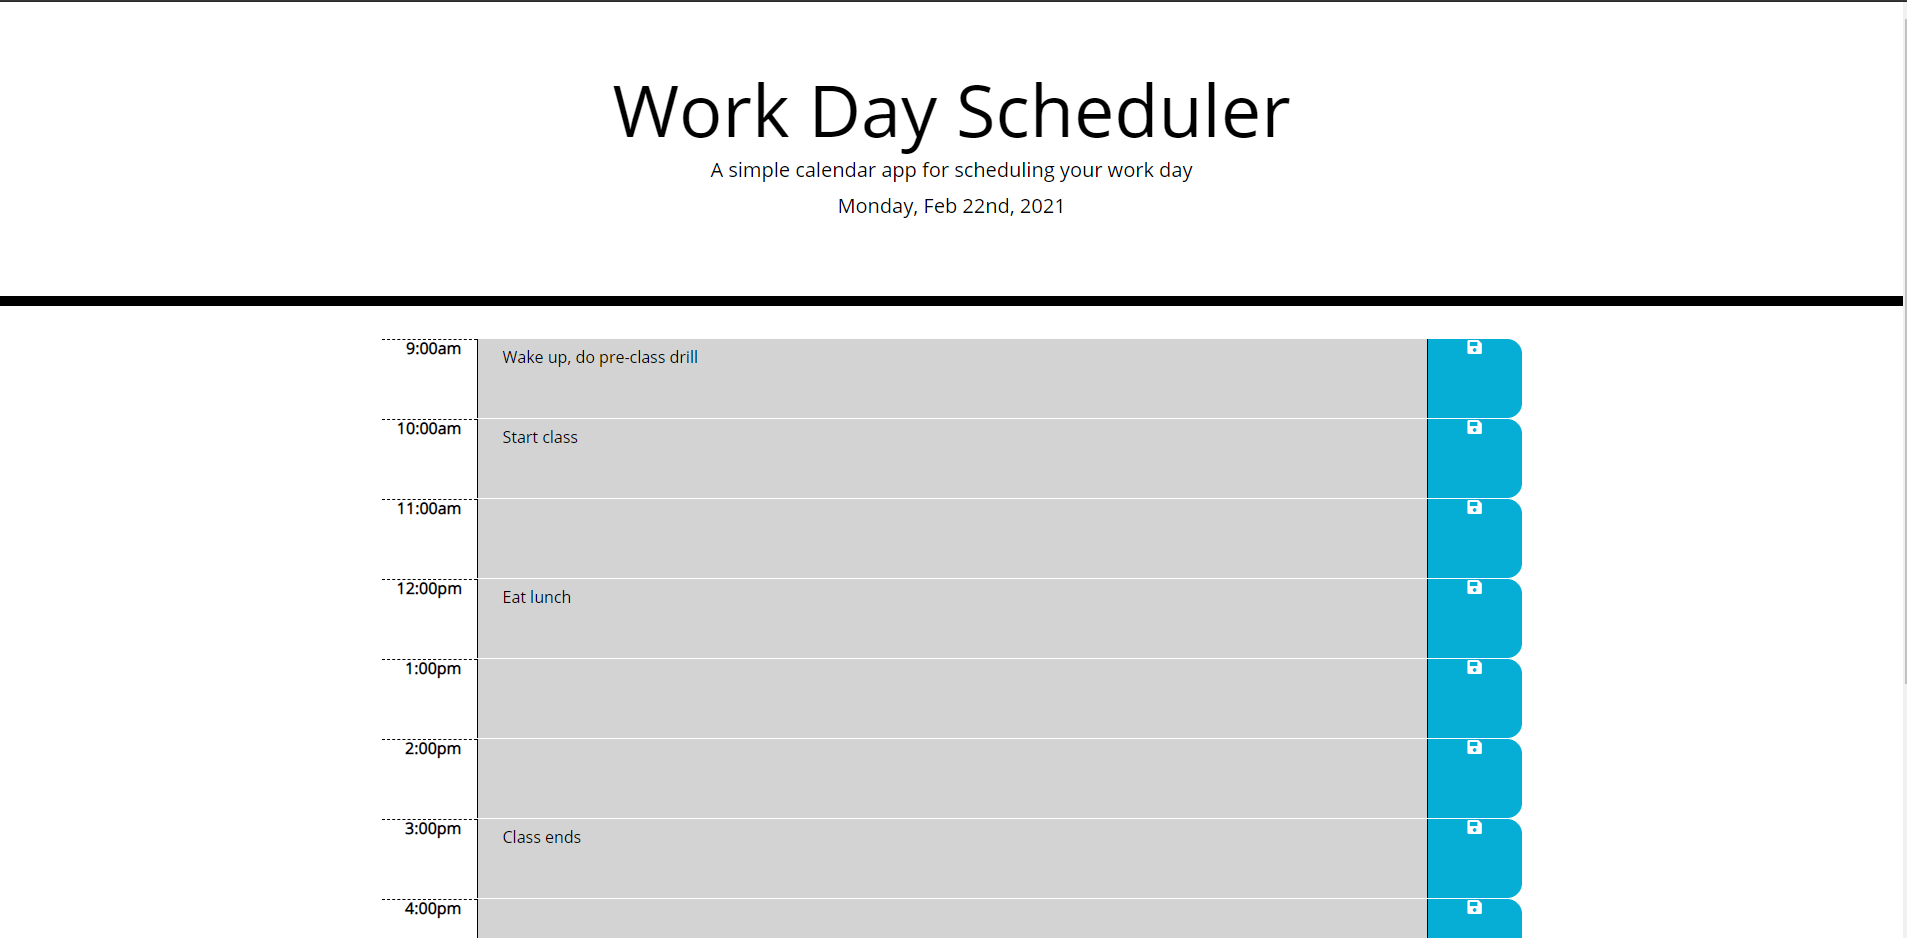 Work Day Scheduler
A simple calendar app for scheduling your work day
Monday, Feb 22nd, 2021
9:00am Wake up, do pre-class drill
10:00am Start class
11:00am
12:00pm Eat lunch
1:00pm
2:00pm
3:00pm Class ends
4:00pm